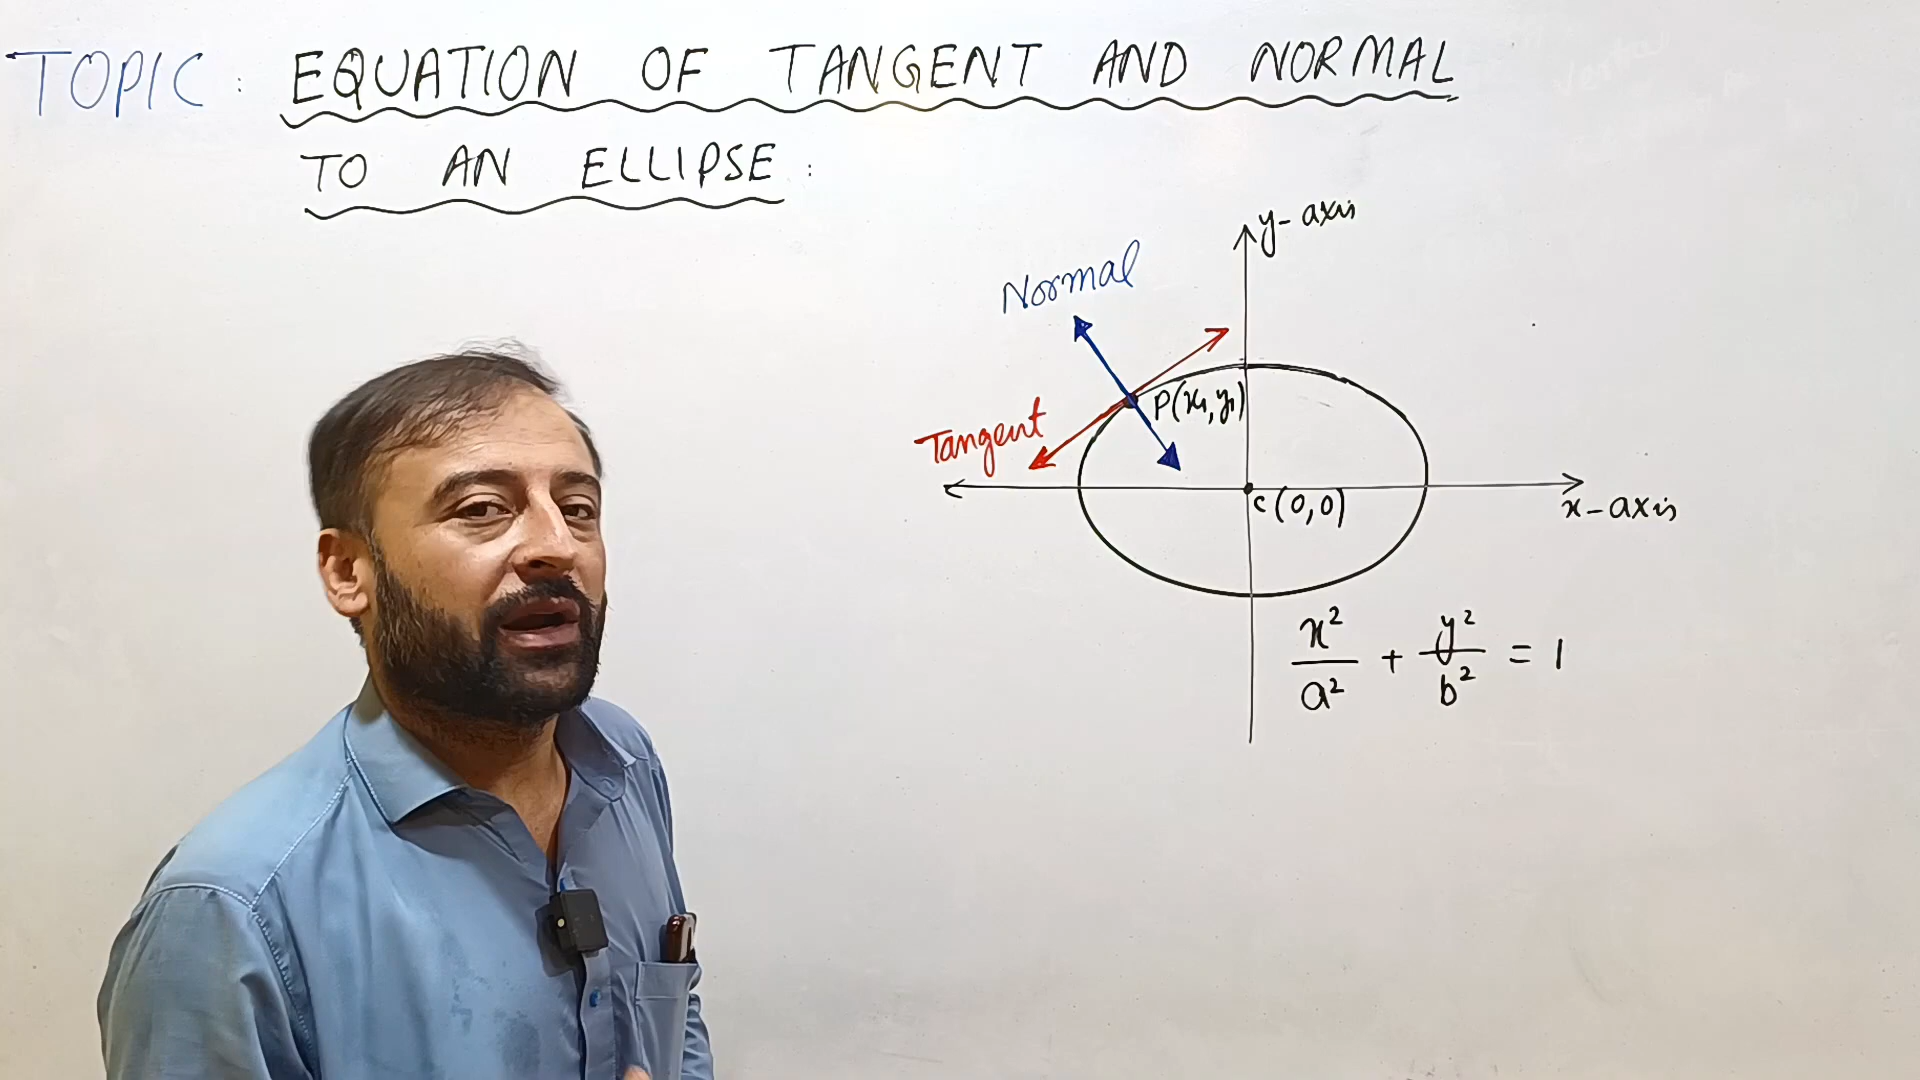 TOPIC: EQUATION OF TANGENT AND NORMAL
TO AN ELLIPSE:
y-axis
Normal
P(x₁,y₁)
Tangent
C(0,0)
x-axis
x²/a² + y²/b² = 1